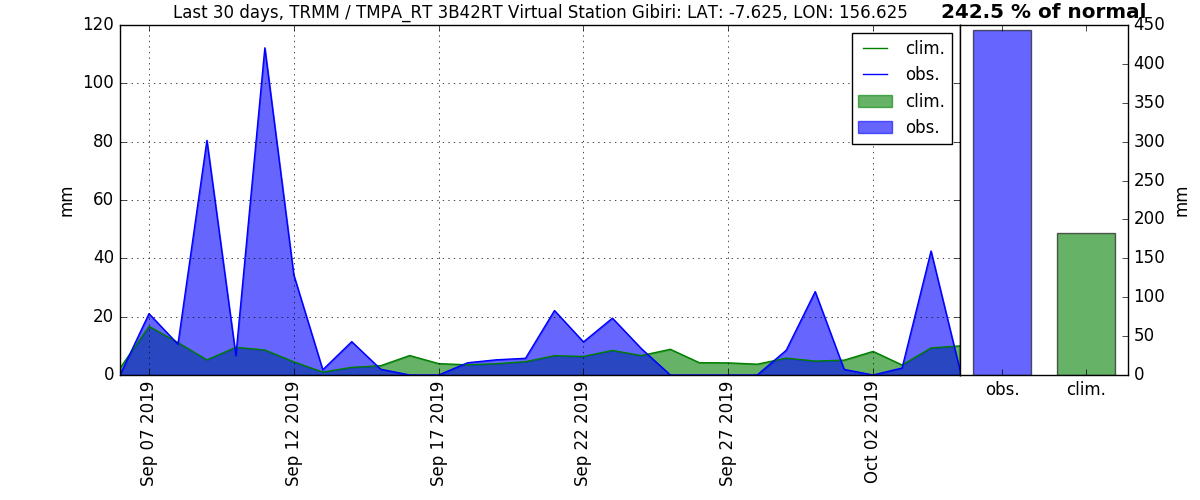 Last 30 days, TRMM / TMPA_RT 3B42RT Virtual Station Gibiri: LAT: -7.625, LON: 156.625
242.5 % of normal
120
100
80
60
40
20
0
mm
clim.
obs.
clim.
obs.
Sep 07 2019
Sep 12 2019
Sep 17 2019
Sep 22 2019
Sep 27 2019
Oct 02 2019
450
400
350
300
250
200
150
100
50
0
mm
obs.
clim.